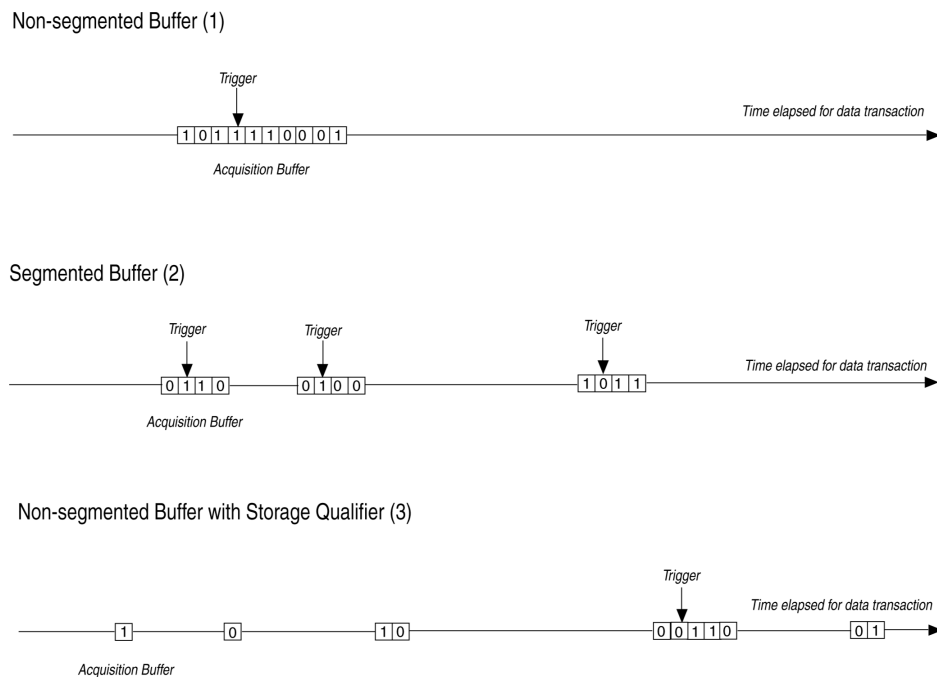 Non-segmented Buffer (1)
Trigger
Time elapsed for data transaction
1 0 1 1 1 1 0 0 0 1
Acquisition Buffer
Segmented Buffer (2)
Trigger Trigger Trigger
Time elapsed for data transaction
0 1 1 0 0 1 0 0 1 0 1 1
Acquisition Buffer
Non-segmented Buffer with Storage Qualifier (3)
Trigger
Time elapsed for data transaction
1 0 1 0 0 0 1 1 0 0 1
Acquisition Buffer